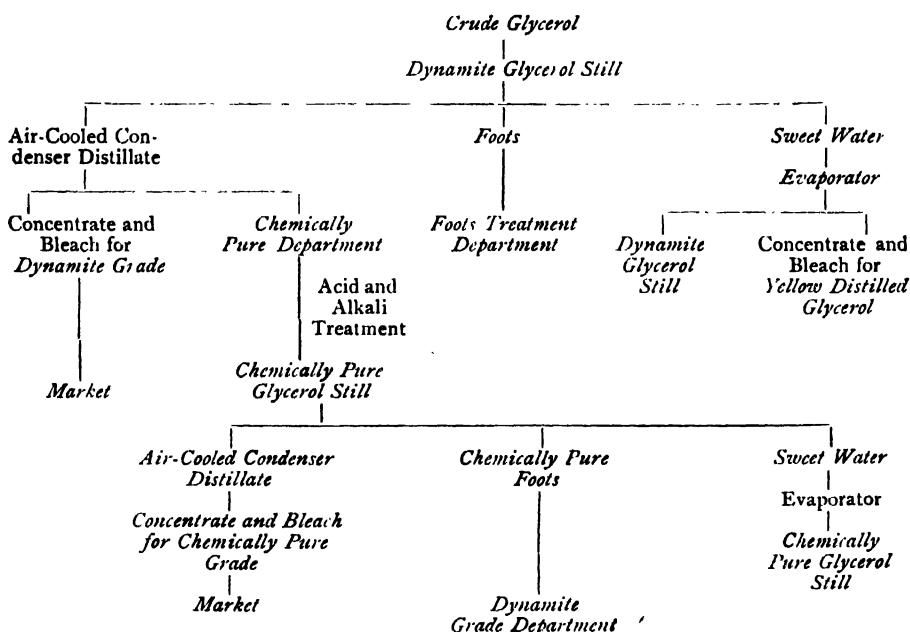 Crude Glycerol
Dynamite Glycerol Still
Air-Cooled Con-
denser Distillate
Foots
Sweet Water
Evaporator
Concentrate and
Bleach for
Dynamite Grade
Chemically
Pure Department
Foots Treatment
Department
Dynamite
Glycerol
Still
Concentrate and
Bleach for
Yellow Distilled
Glycerol
Acid and
Alkali
Treatment
Market
Chemically Pure
Glycerol Still
Air-Cooled Condenser
Distillate
Chemically Pure
Foots
Sweet Water
Evaporator
Concentrate and Bleach
for Chemically Pure
Grade
Chemically
Pure Glycerol
Still
Market
Dynamite
Grade Department